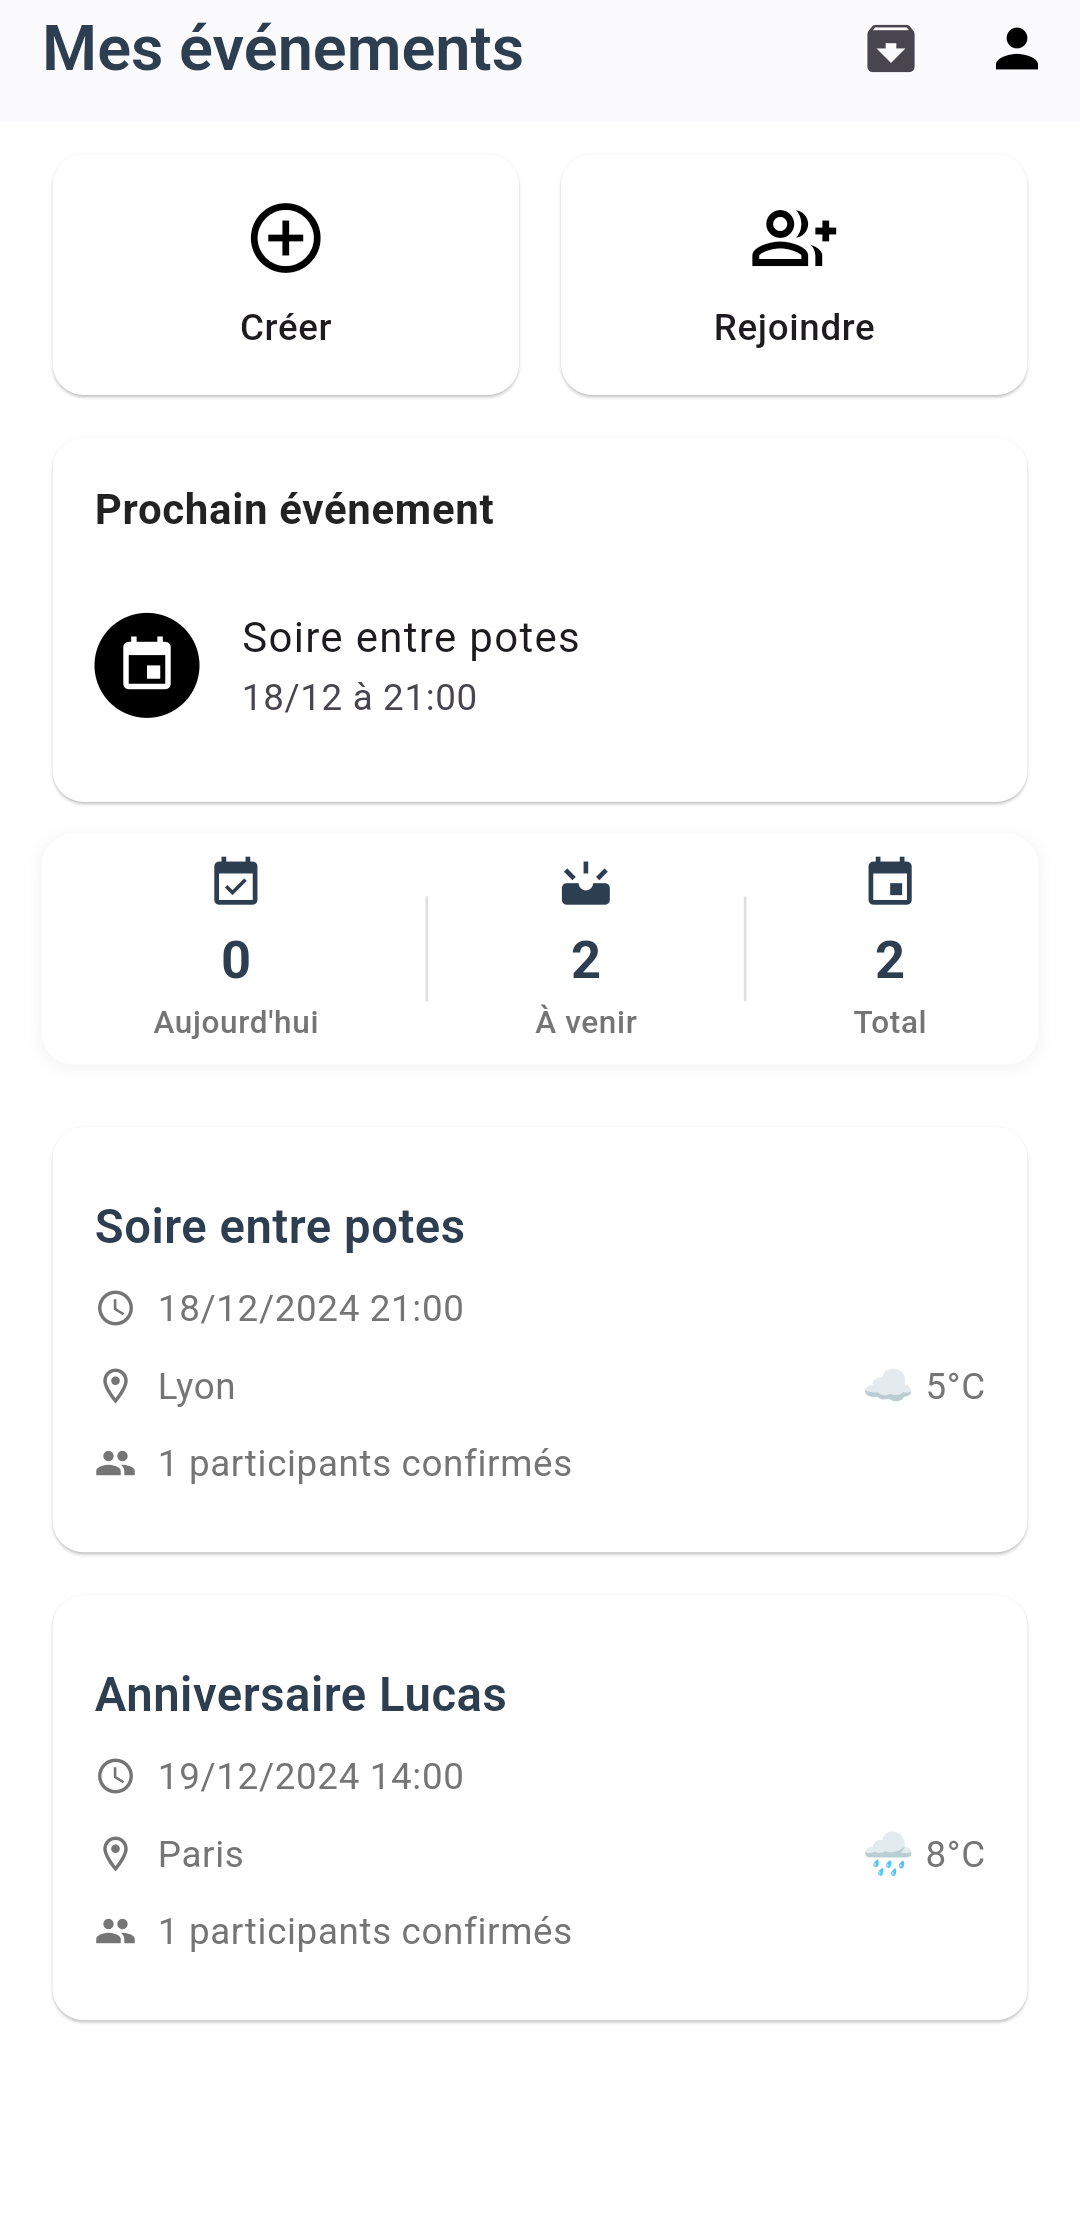 Mes événements
Créer
Rejoindre
Prochain événement
Soire entre potes
18/12 à 21:00
0
2
2
Aujourd'hui
À venir
Total
Soire entre potes
18/12/2024 21:00
Lyon
5°C
1 participants confirmés
Anniversaire Lucas
19/12/2024 14:00
Paris
8°C
1 participants confirmés